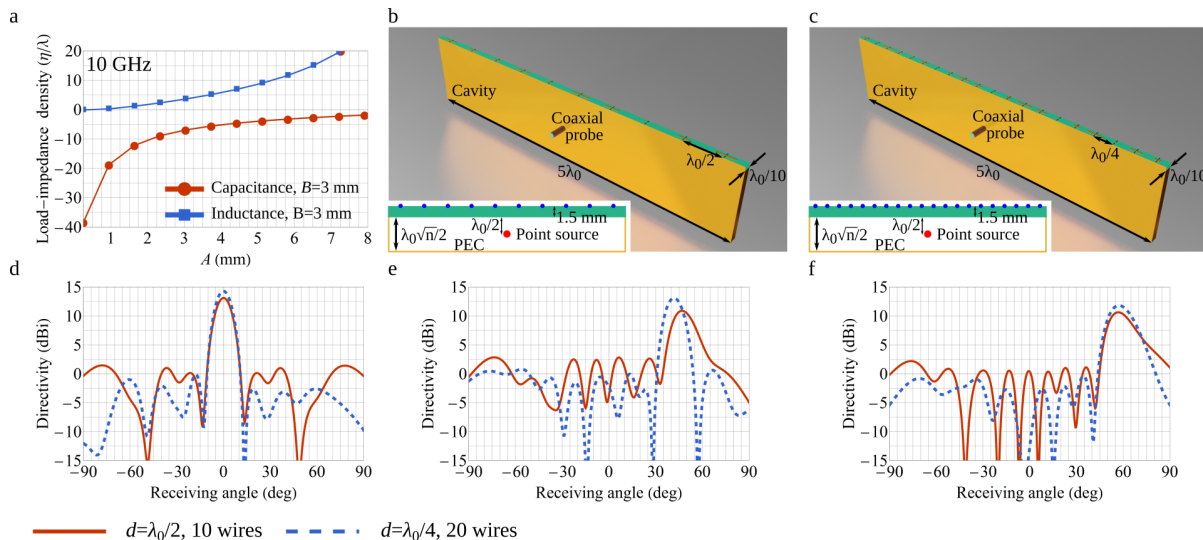 a
10 GHz
Load−impedance density (η/λ)
20
10
0
−10
−20
−30
−40
Capacitance, B=3 mm
Inductance, B=3 mm
1 2 3 4 5 6 7 8
A (mm)
b
Cavity
Coaxial
probe
λ0/2
λ0/10
5λ0
1.5 mm
λ0√n/2
λ0/2
PEC
Point source
c
Cavity
Coaxial
probe
λ0/4
λ0/10
5λ0
1.5 mm
λ0√n/2
λ0/2
PEC
Point source
d
Directivity (dBi)
15
10
5
0
−5
−10
−15
−90 −60 −30 0 30 60 90
Receiving angle (deg)
e
Directivity (dBi)
15
10
5
0
−5
−10
−15
−90 −60 −30 0 30 60 90
Receiving angle (deg)
f
Directivity (dBi)
15
10
5
0
−5
−10
−15
−90 −60 −30 0 30 60 90
Receiving angle (deg)
d=λ0/2, 10 wires
d=λ0/4, 20 wires